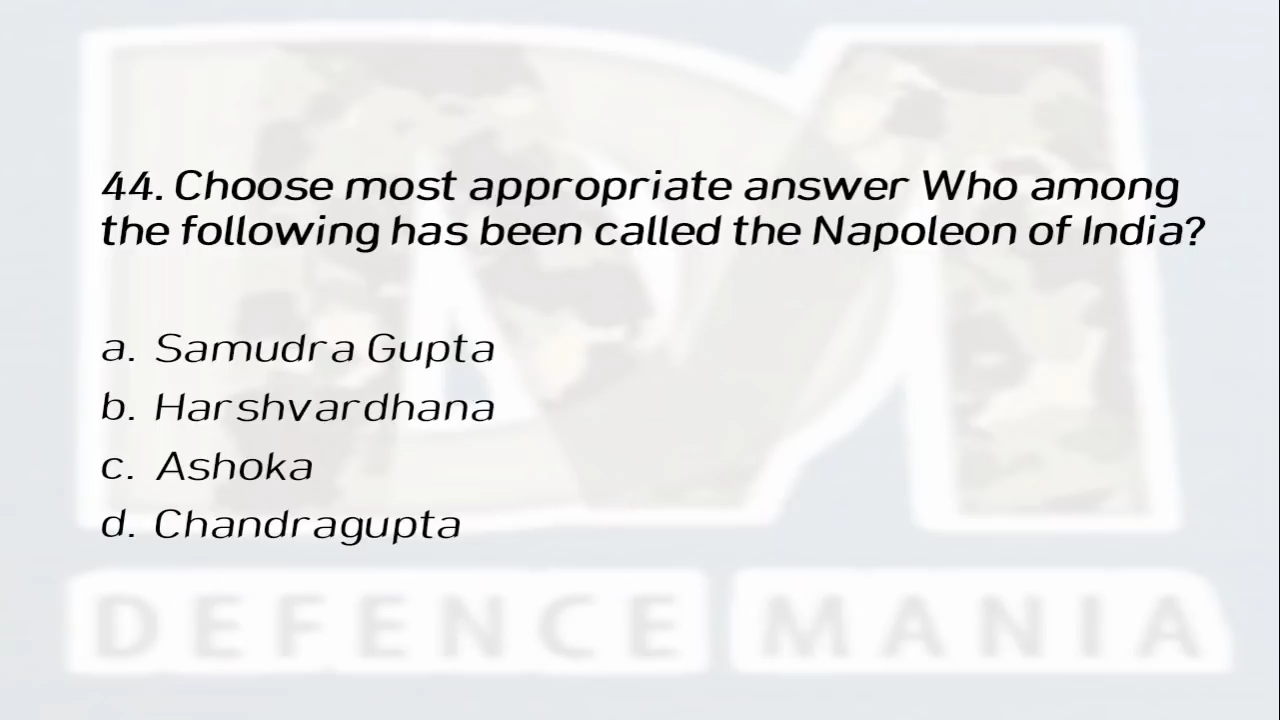 44. Choose most appropriate answer Who among
the following has been called the Napoleon of India?
a. Samudra Gupta
b. Harshvardhana
c. Ashoka
d. Chandragupta
DEFENCE MANIA